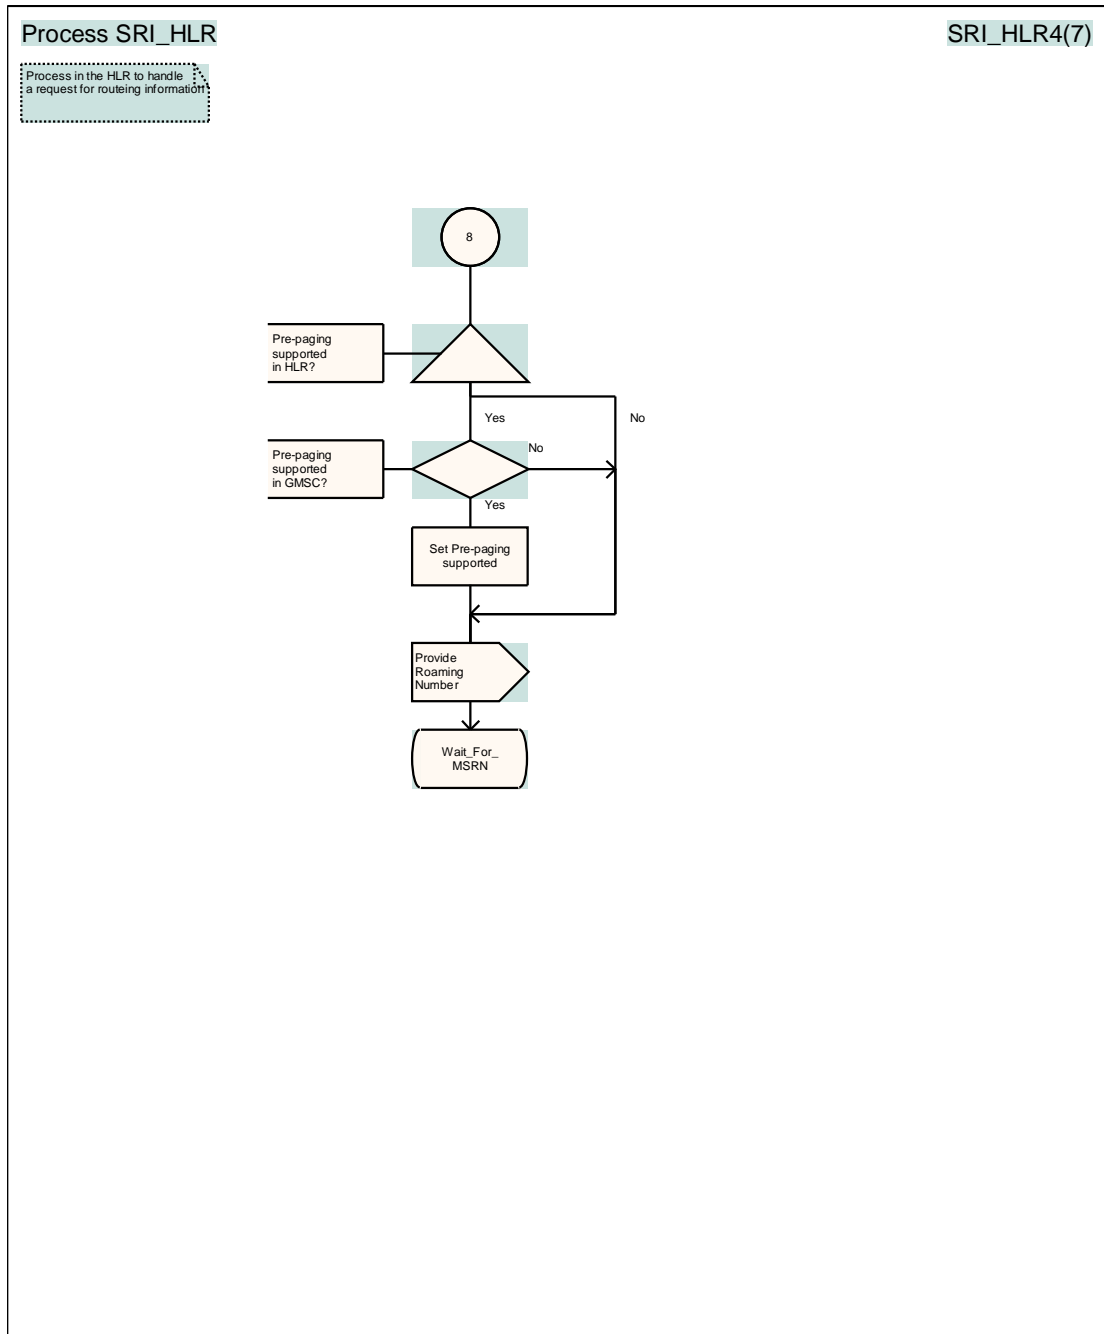 Process SRI_HLR
SRI_HLR4(7)
Process in the HLR to handle
a request for routeing information
8
Pre-paging
supported
in HLR?
Yes
No
Pre-paging
supported
in GMSC?
No
Yes
Set Pre-paging
supported
Provide
Roaming
Number
Wait_For_
MSRN